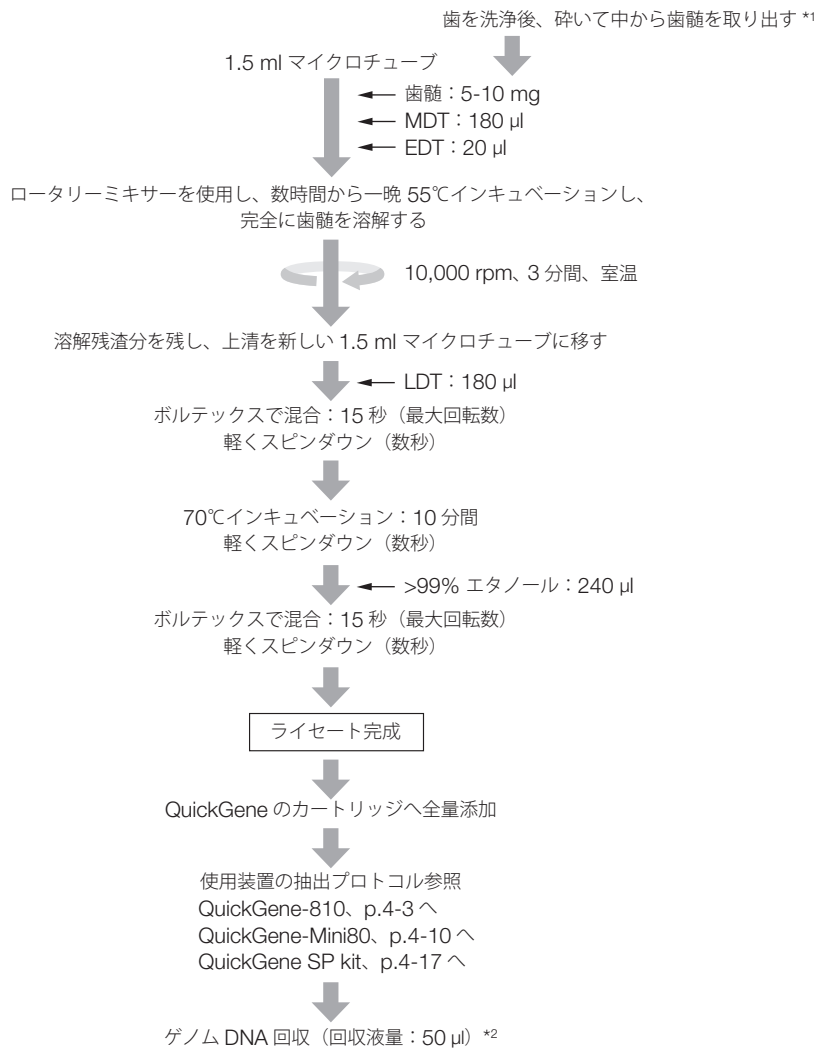 歯を洗浄後、砕いて中から歯髄を取り出す *1
1.5 ml マイクロチューブ
歯髄：5-10 mg
MDT：180 µl
EDT：20 µl
ロータリーミキサーを使用し、数時間から一晩 55℃インキュベーションし、
完全に歯髄を溶解する
10,000 rpm、3 分間、室温
溶解残渣分を残し、上清を新しい 1.5 ml マイクロチューブに移す
LDT：180 µl
ボルテックスで混合：15 秒（最大回転数）
軽くスピンダウン（数秒）
70℃インキュベーション：10 分間
軽くスピンダウン（数秒）
>99% エタノール：240 µl
ボルテックスで混合：15 秒（最大回転数）
軽くスピンダウン（数秒）
ライセート完成
QuickGene のカートリッジへ全量添加
使用装置の抽出プロトコル参照
QuickGene-810、p.4-3 へ
QuickGene-Mini80、p.4-10 へ
QuickGene SP kit、p.4-17 へ
ゲノム DNA 回収（回収液量：50 µl）*2